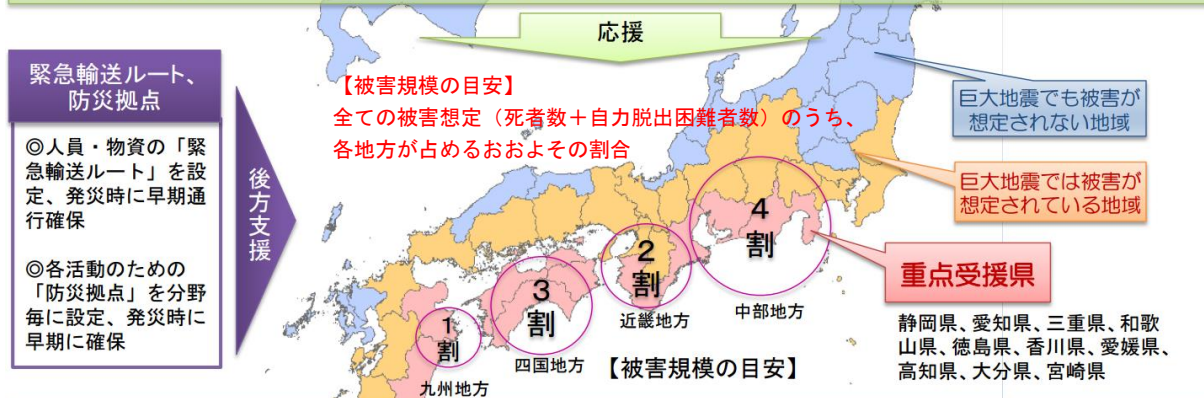 応援
緊急輸送ルート、
防災拠点
◎人員・物資の「緊
急輸送ルート」を設
定、発災時に早期通
行確保
◎各活動のための
「防災拠点」を分野
毎に設定、発災時に
早期に確保
後方支援
【被害規模の目安】
全ての被害想定（死者数＋自力脱出困難者数）のうち、
各地方が占めるおおよその割合
巨大地震でも被害が
想定されない地域
巨大地震では被害が
想定されている地域
重点受援県
静岡県、愛知県、三重県、和歌
山県、徳島県、香川県、愛媛県、
高知県、大分県、宮崎県
4
割
中部地方
2
割
近畿地方
3
割
四国地方
1
割
九州地方
【被害規模の目安】